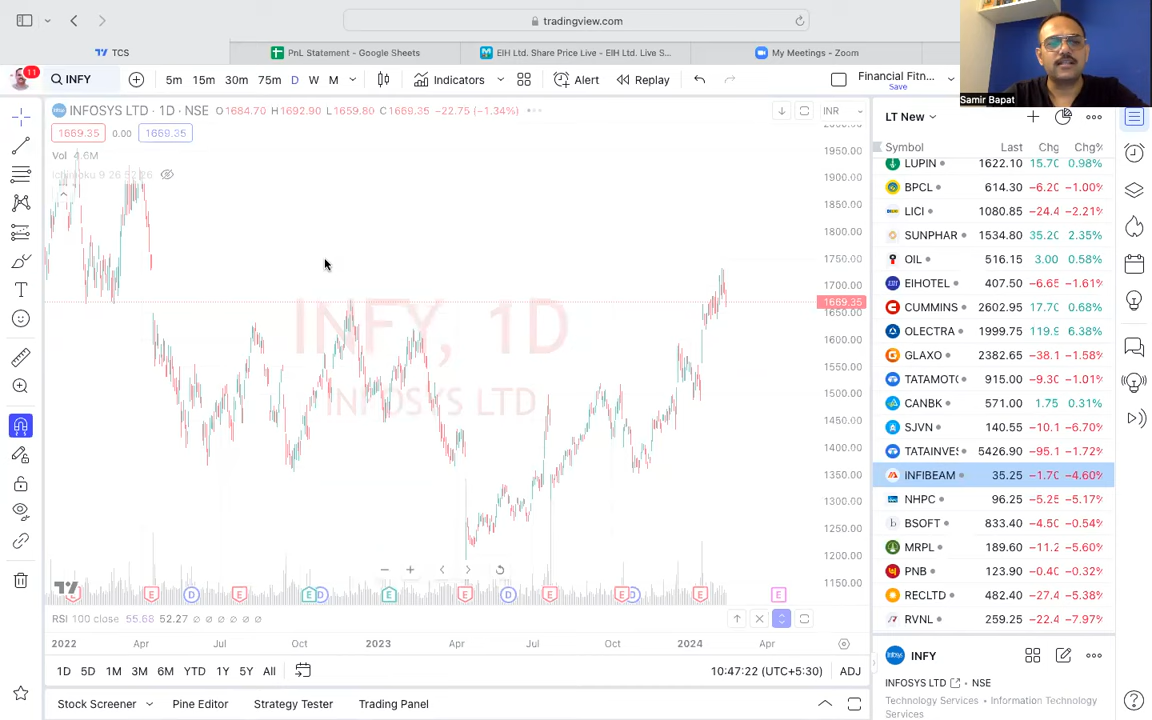 tradingview.com
TCS
PnL Statement - Google Sheets
EIH Ltd. Share Price Live - EIH Ltd. Live S...
My Meetings - Zoom
Samir Bapat
11
INFY
5m 15m 30m 75m D W M
Indicators
Alert
Replay
Financial Fitn...
Save
INFOSYS LTD · 1D · NSE O1684.70 H1692.90 L1659.80 C1669.35 −22.75 (−1.34%)
INR
1669.35 0.00 1669.35
Vol 4.6M
Ichimoku 9 26 52 26
INFY, 1D
INFOSYS LTD
1950.00
1900.00
1850.00
1800.00
1750.00
1700.00
1669.35
1650.00
1600.00
1550.00
1500.00
1450.00
1400.00
1350.00
1300.00
1250.00
1200.00
1150.00
E E E D E D E E D E E D E E
RSI 100 close 55.68 52.27
2022 Apr Jul Oct 2023 Apr Jul Oct 2024 Apr
1D 5D 1M 3M 6M YTD 1Y 5Y All
10:47:22 (UTC+5:30) ADJ
Stock Screener Pine Editor Strategy Tester Trading Panel
LT New
Symbol Last Chg Chg%
LUPIN 1622.10 15.70 0.98%
BPCL 614.30 −6.20 −1.00%
LICI 1080.85 −24.4 −2.21%
SUNPHAR 1534.80 35.20 2.35%
OIL 516.15 3.00 0.58%
EIHOTEL 407.50 −6.65 −1.61%
CUMMINS 2602.95 17.70 0.68%
OLECTRA 1999.75 119.9 6.38%
GLAXO 2382.65 −38.1 −1.58%
TATAMOT 915.00 −9.30 −1.01%
CANBK 571.00 1.75 0.31%
SJVN 140.55 −10.1 −6.70%
TATAINVES 5426.90 −95.1 −1.72%
INFIBEAM 35.25 −1.70 −4.60%
NHPC 96.25 −5.25 −5.17%
BSOFT 833.40 −4.50 −0.54%
MRPL 189.60 −11.2 −5.60%
PNB 123.90 −0.40 −0.32%
RECLTD 482.40 −27.4 −5.38%
RVNL 259.25 −22.4 −7.97%
INFY
INFOSYS LTD · NSE
Technology Services · Information Technology
Services